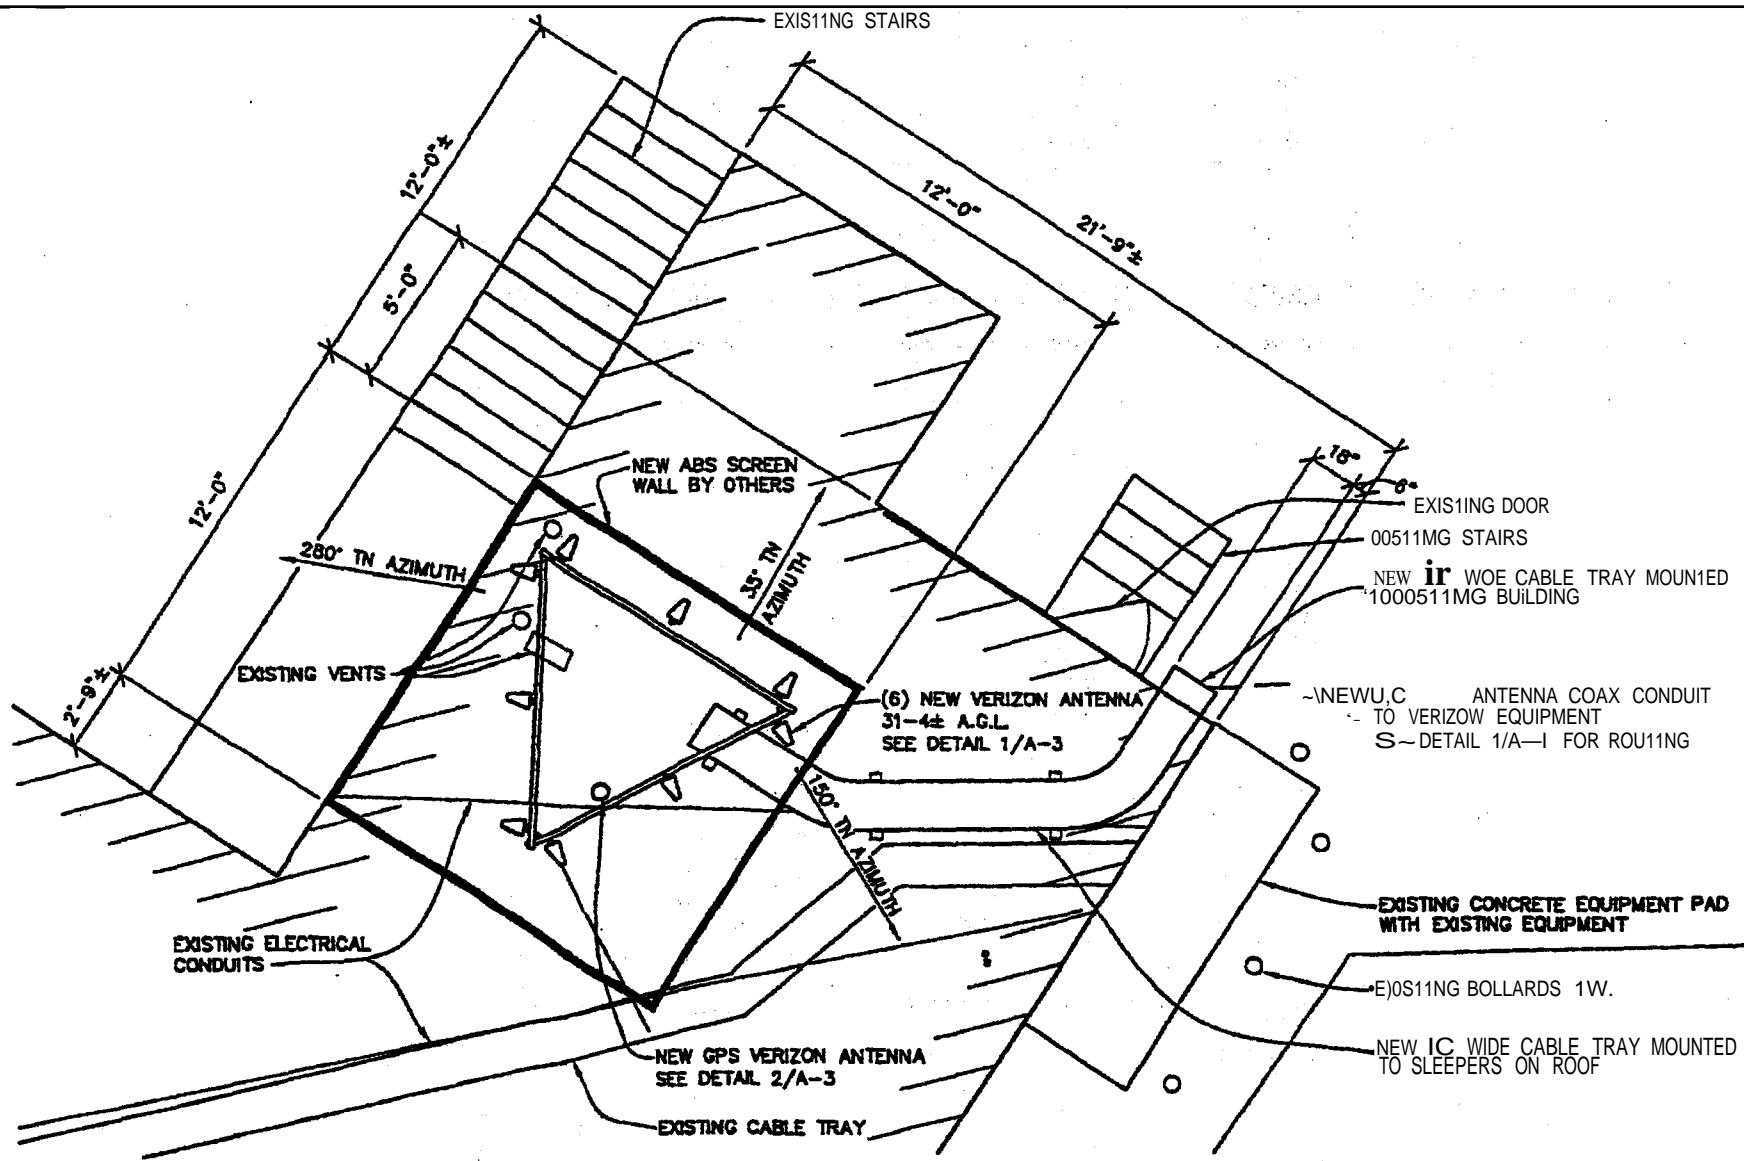 EXIS11NG STAIRS
12'-0"±
5'-0"
12'-0"
21'-9"±
12'-0"
2'-9"±
18"
6"
NEW ABS SCREEN
WALL BY OTHERS
280° TN AZIMUTH
35° TN
AZIMUTH
EXIS1ING DOOR
00511MG STAIRS
NEW ir WOE CABLE TRAY MOUN1ED
'1000511MG BUiLDING
EXISTING VENTS
(6) NEW VERIZON ANTENNA
31-4± A.G.L.
SEE DETAIL 1/A-3
~\NEWU,C ANTENNA COAX CONDUIT
'- TO VERIZOW EQUIPMENT
S~DETAIL 1/A—I FOR ROU11NG
150° TN AZIMUTH
EXISTING CONCRETE EQUIPMENT PAD
WITH EXISTING EQUIPMENT
EXISTING ELECTRICAL
CONDUITS
E)0S11NG BOLLARDS 1W.
NEW GPS VERIZON ANTENNA
SEE DETAIL 2/A-3
NEW IC WIDE CABLE TRAY MOUNTED
TO SLEEPERS ON ROOF
EXISTING CABLE TRAY